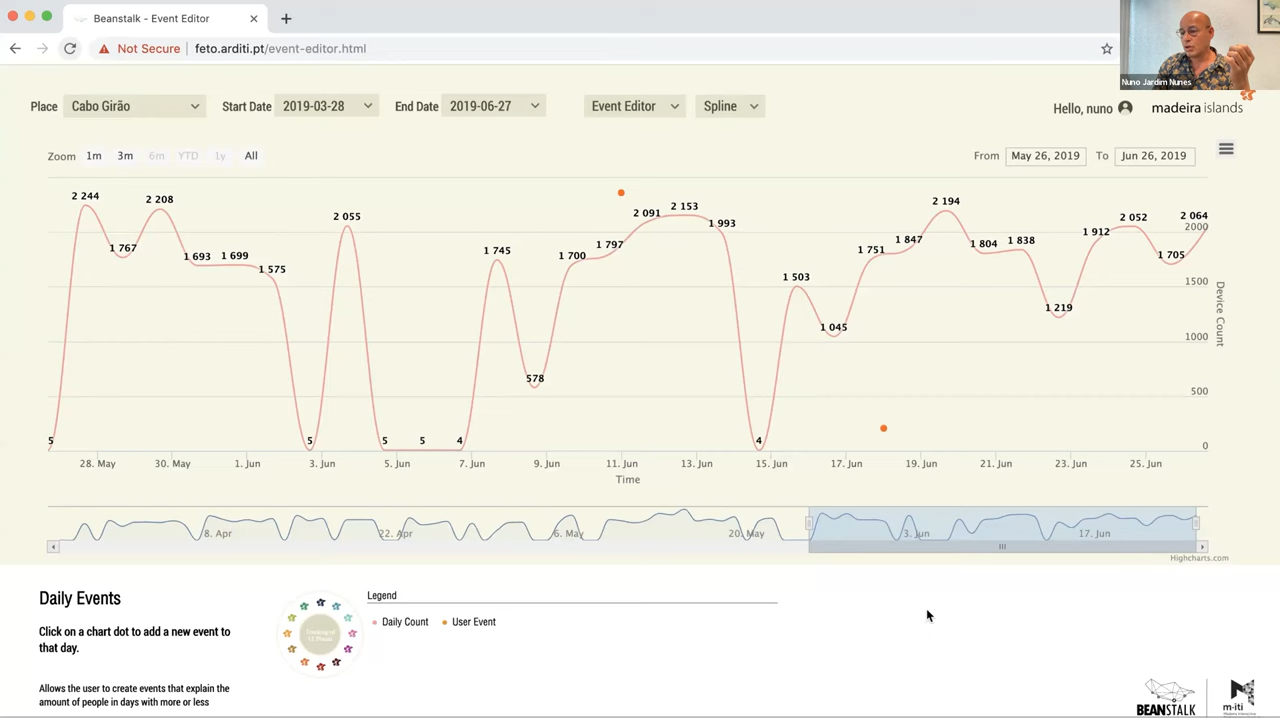 Beanstalk - Event Editor
Not Secure feto.arditi.pt/event-editor.html
Nuno Jardim Nunes
Place Cabo Girão Start Date 2019-03-28 End Date 2019-06-27 Event Editor Spline
Hello, nuno madeira islands
Zoom 1m 3m 6m YTD 1y All From May 26, 2019 To Jun 26, 2019
5 2 244 1 767 2 208 1 693 1 699 1 575 5 2 055 5 5 4 1 745 578 1 700 1 797 2 091 2 153 1 993 4 1 503 1 045 1 751 1 847 2 194 1 804 1 838 1 219 1 912 2 052 1 705 2 064
2000
1500
1000
500
0
Device Count
28. May 30. May 1. Jun 3. Jun 5. Jun 7. Jun 9. Jun 11. Jun 13. Jun 15. Jun 17. Jun 19. Jun 21. Jun 23. Jun 25. Jun
Time
8. Apr 22. Apr 6. May 20. May 3. Jun 17. Jun
Highcharts.com
Daily Events
Click on a chart dot to add a new event to
that day.
Allows the user to create events that explain the
amount of people in days with more or less
Legend
Daily Count User Event
BEANSTALK
m-iti